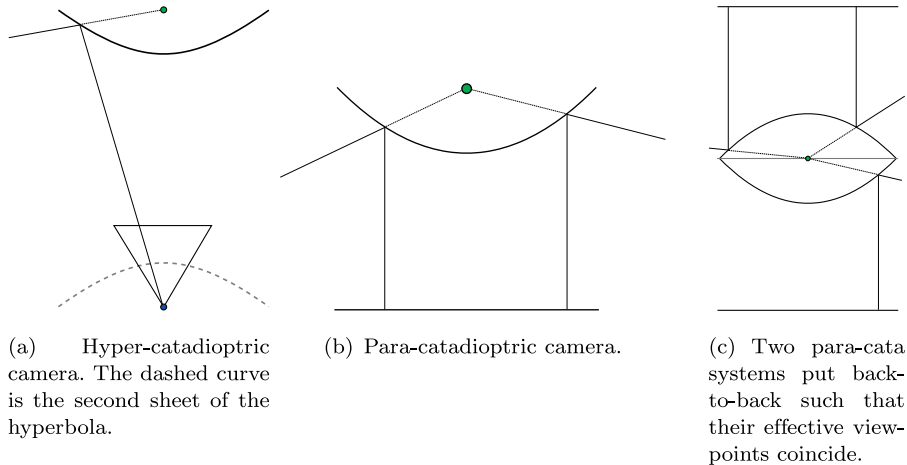 (a) Hyper-catadioptric
camera. The dashed curve
is the second sheet of the
hyperbola.
(b) Para-catadioptric camera.
(c) Two para-cata
systems put back-
to-back such that
their effective view-
points coincide.